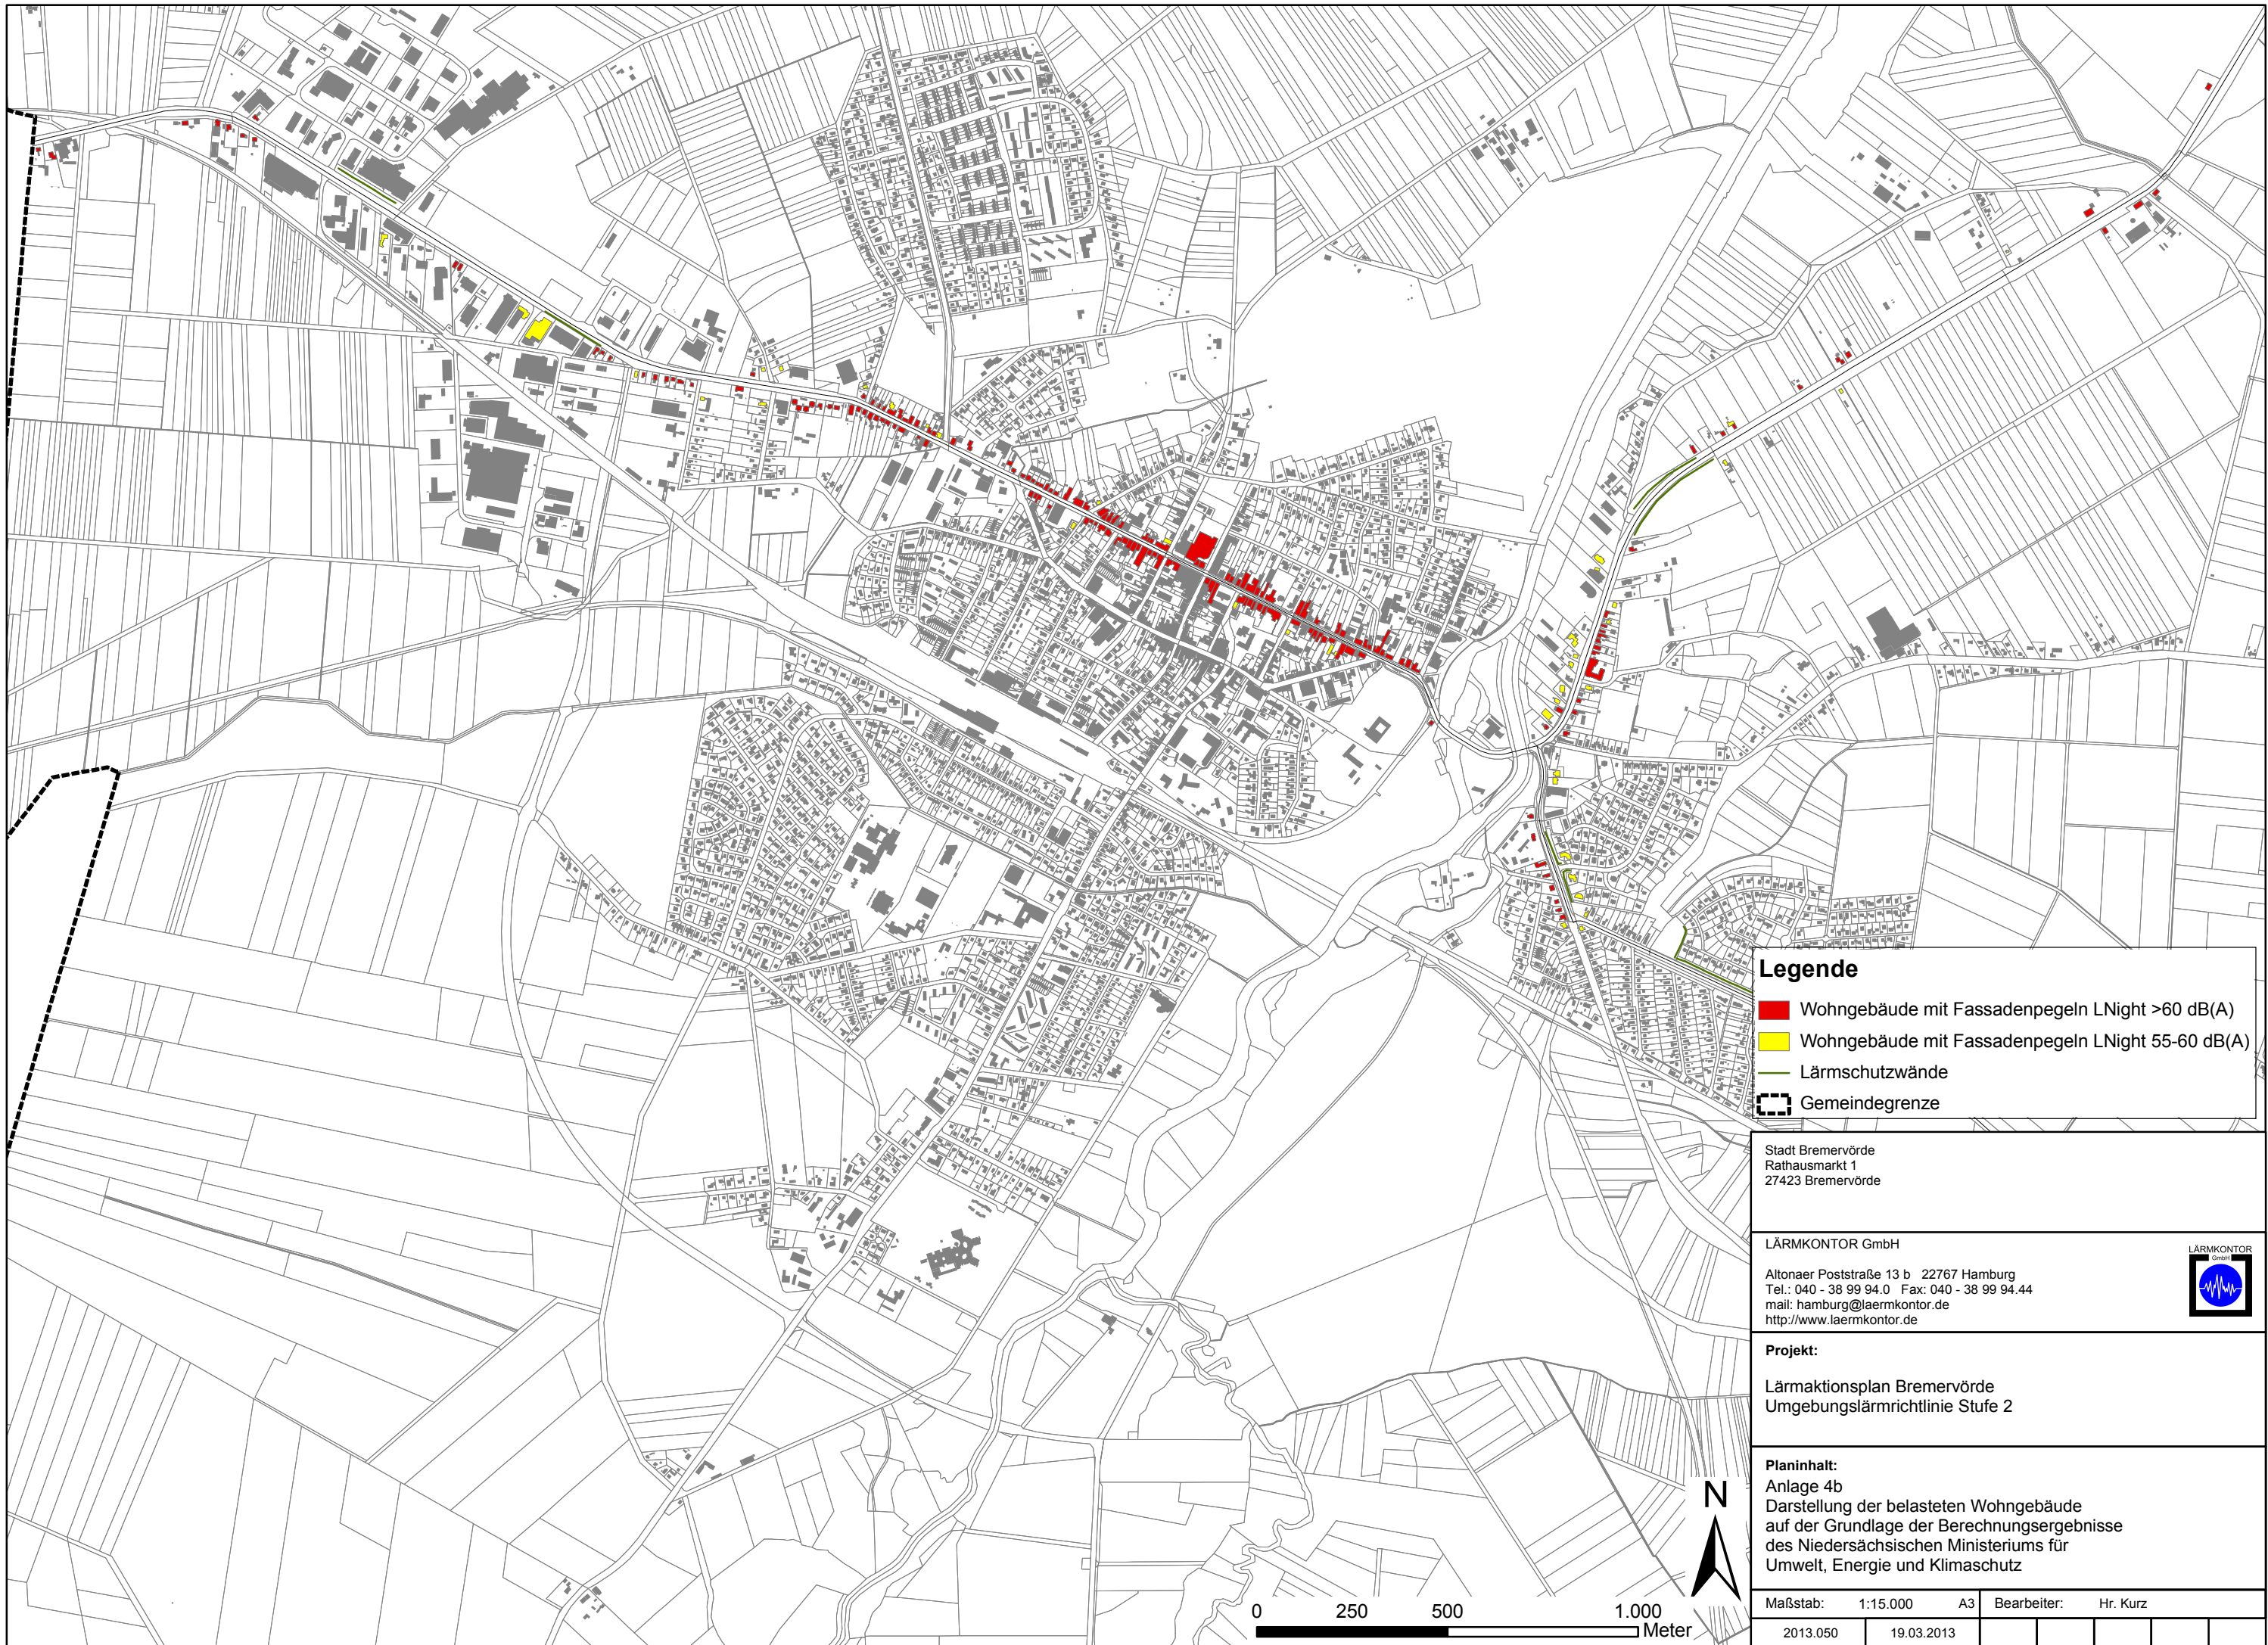 Legende
Wohngebäude mit Fassadenpegeln LNight >60 dB(A)
Wohngebäude mit Fassadenpegeln LNight 55-60 dB(A)
Lärmschutzwände
Gemeindegrenze
Stadt Bremervörde
Rathausmarkt 1
27423 Bremervörde
LÄRMKONTOR GmbH
Altonaer Poststraße 13 b 22767 Hamburg
Tel.: 040 - 38 99 94.0 Fax: 040 - 38 99 94.44
mail: hamburg@laermkontor.de
http://www.laermkontor.de
LÄRMKONTOR
GmbH
Projekt:
Lärmaktionsplan Bremervörde
Umgebungslärmrichtlinie Stufe 2
Planinhalt:
Anlage 4b
Darstellung der belasteten Wohngebäude
auf der Grundlage der Berechnungsergebnisse
des Niedersächsischen Ministeriums für
Umwelt, Energie und Klimaschutz
Maßstab: 1:15.000 A3 Bearbeiter: Hr. Kurz
2013.050 19.03.2013
N
0 250 500 1.000
Meter